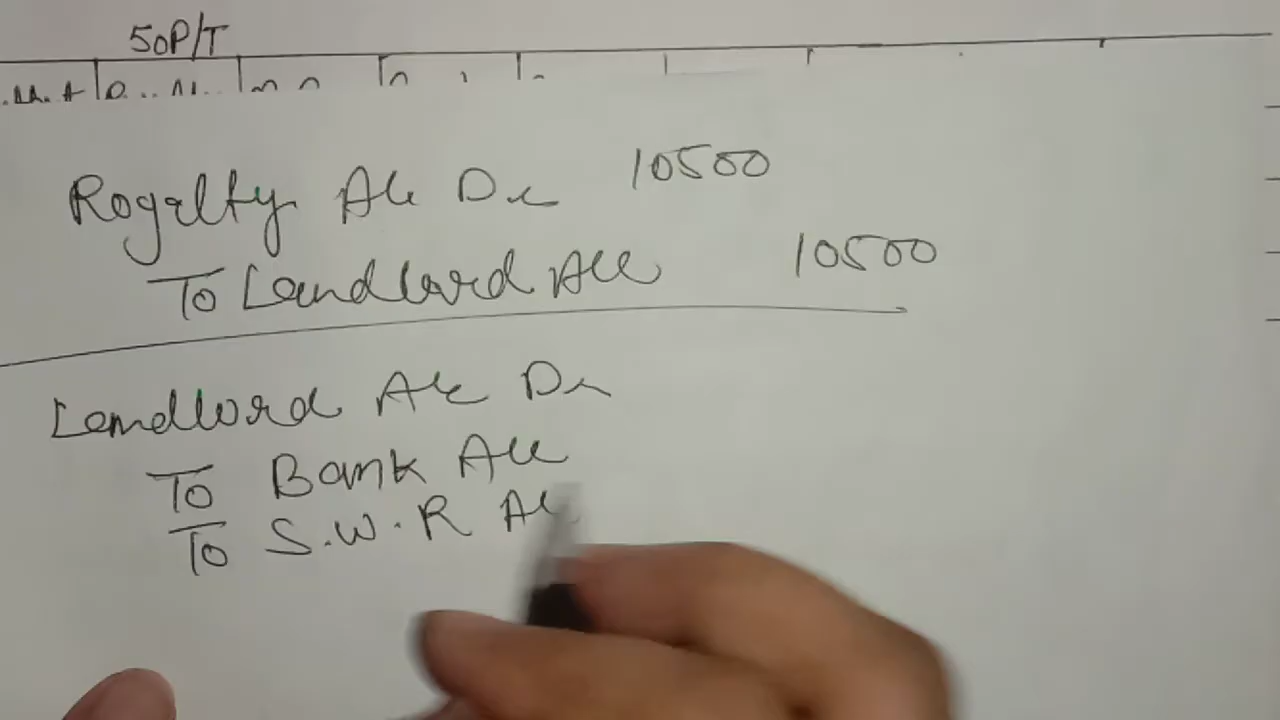 50P/T
Royalty A/c Dr 10500
To Landlord A/c 10500
Landlord A/c Dr
To Bank A/c
To S.W.R A/c